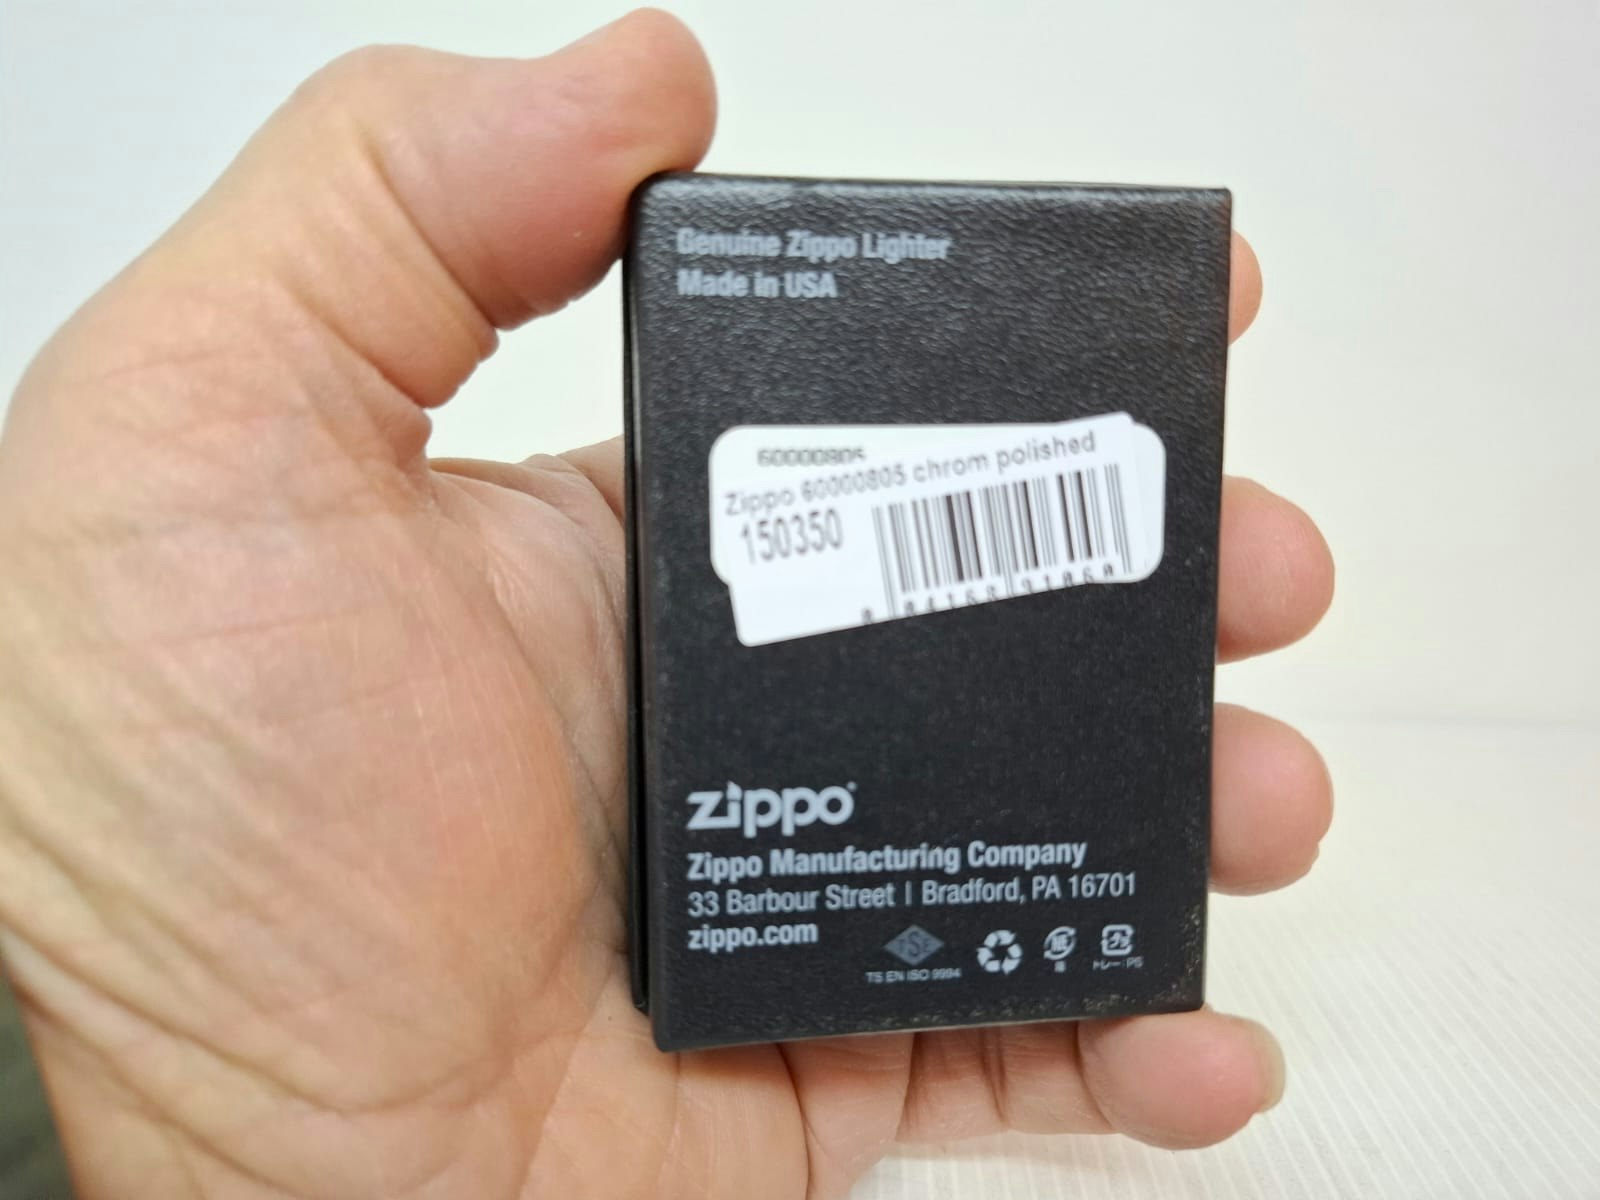 Genuine Zippo Lighter
Made in USA
60000805
Zippo 60000805 chrom polished
150350
zippo
Zippo Manufacturing Company
33 Barbour Street | Bradford, PA 16701
zippo.com
TSE
TS EN ISO 9994